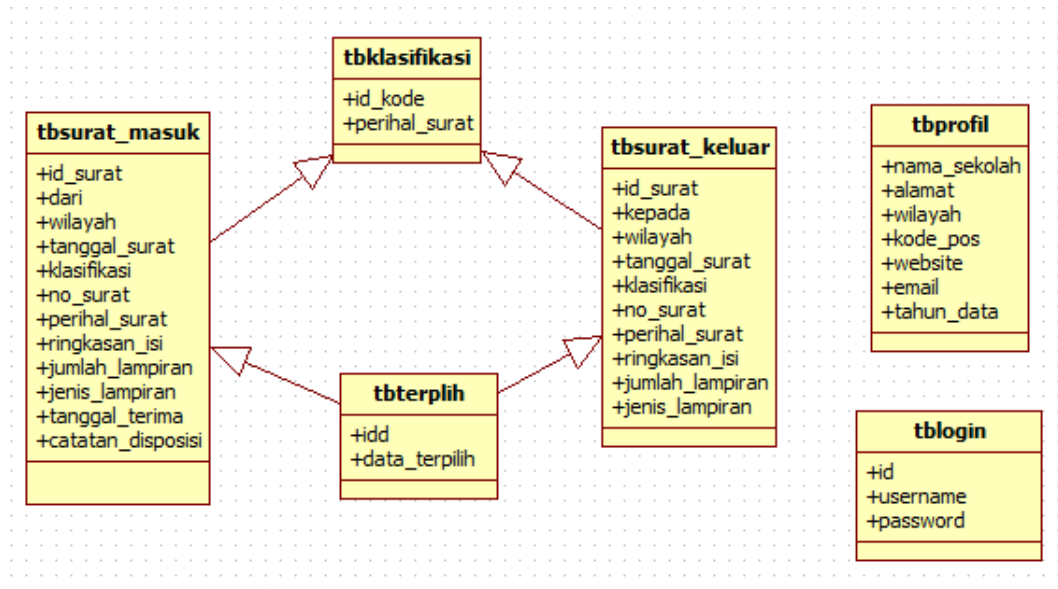 tbklasifikasi
+id_kode
+perihal_surat
tbsurat_masuk
+id_surat
+dari
+wilayah
+tanggal_surat
+klasifikasi
+no_surat
+perihal_surat
+ringkasan_isi
+jumlah_lampiran
+jenis_lampiran
+tanggal_terima
+catatan_disposisi
tbsurat_keluar
+id_surat
+kepada
+wilayah
+tanggal_surat
+klasifikasi
+no_surat
+perihal_surat
+ringkasan_isi
+jumlah_lampiran
+jenis_lampiran
tbterplih
+idd
+data_terpilih
tbprofil
+nama_sekolah
+alamat
+wilayah
+kode_pos
+website
+email
+tahun_data
tblogin
+id
+username
+password